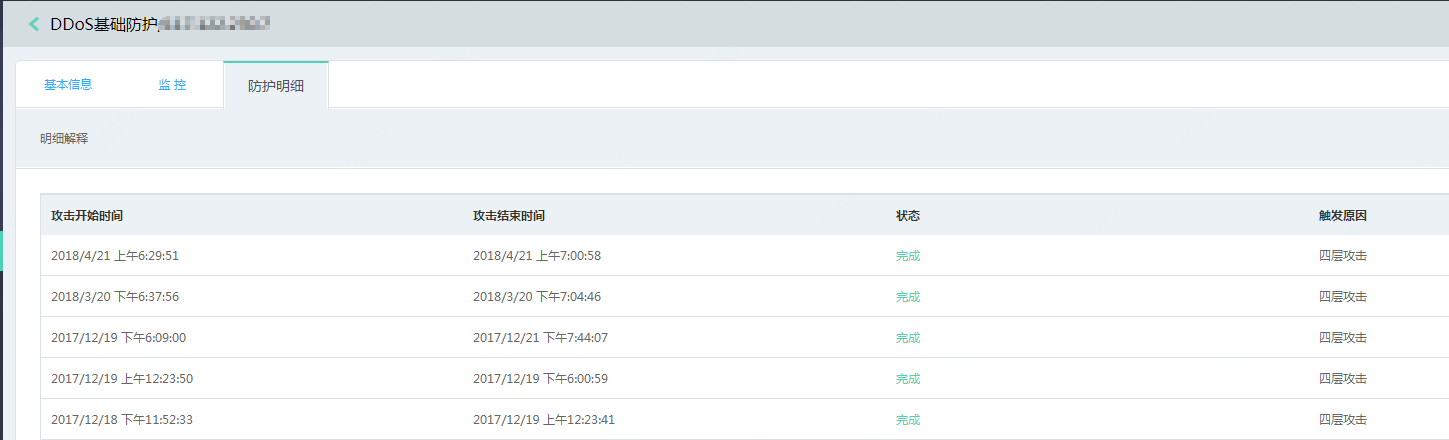 DDoS基础防护
基本信息 监 控 防护明细
明细解释
攻击开始时间 攻击结束时间 状态 触发原因
2018/4/21 上午6:29:51 2018/4/21 上午7:00:58 完成 四层攻击
2018/3/20 下午6:37:56 2018/3/20 下午7:04:46 完成 四层攻击
2017/12/19 下午6:09:00 2017/12/21 下午7:44:07 完成 四层攻击
2017/12/19 上午12:23:50 2017/12/19 下午6:00:59 完成 四层攻击
2017/12/18 下午11:52:33 2017/12/19 上午12:23:41 完成 四层攻击